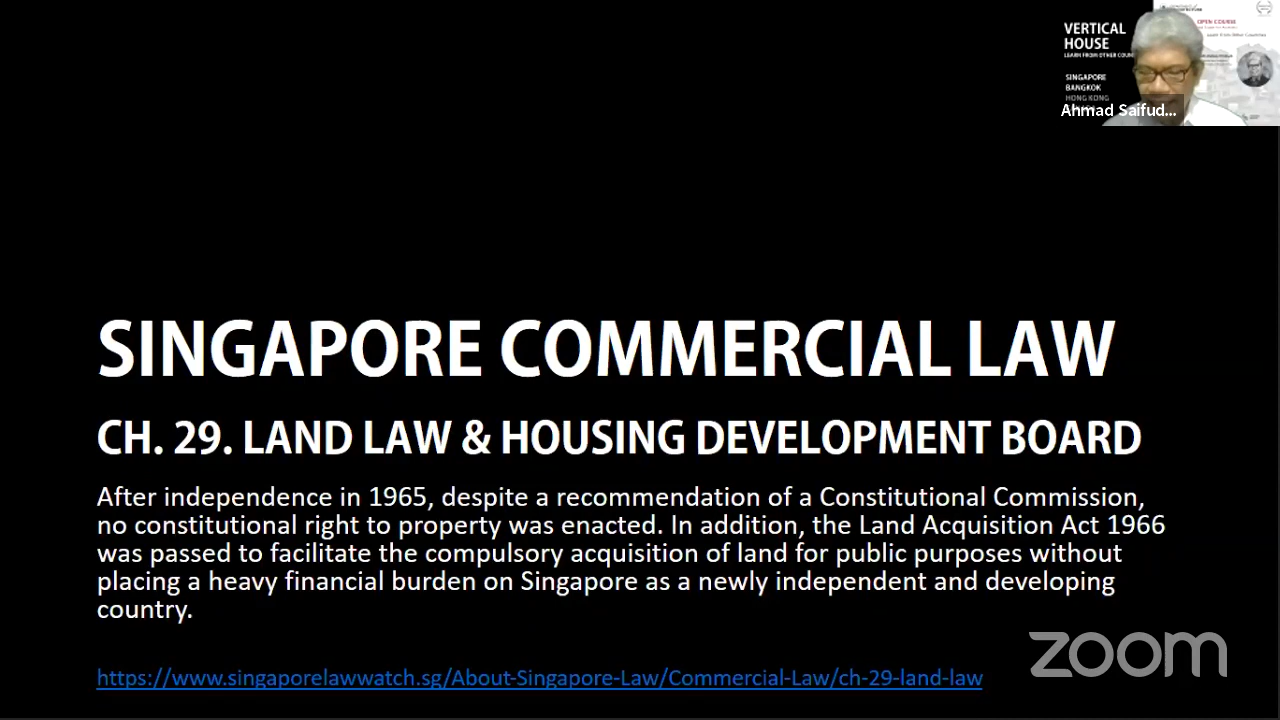 VERTICAL
HOUSE
LEARN FROM OTHER COUN
SINGAPORE
BANGKOK
HONG KONG
OPEN COURSE
Ahmad Saifud...
SINGAPORE COMMERCIAL LAW
CH. 29. LAND LAW & HOUSING DEVELOPMENT BOARD
After independence in 1965, despite a recommendation of a Constitutional Commission,
no constitutional right to property was enacted. In addition, the Land Acquisition Act 1966
was passed to facilitate the compulsory acquisition of land for public purposes without
placing a heavy financial burden on Singapore as a newly independent and developing
country.
https://www.singaporelawwatch.sg/About-Singapore-Law/Commercial-Law/ch-29-land-law
zoom